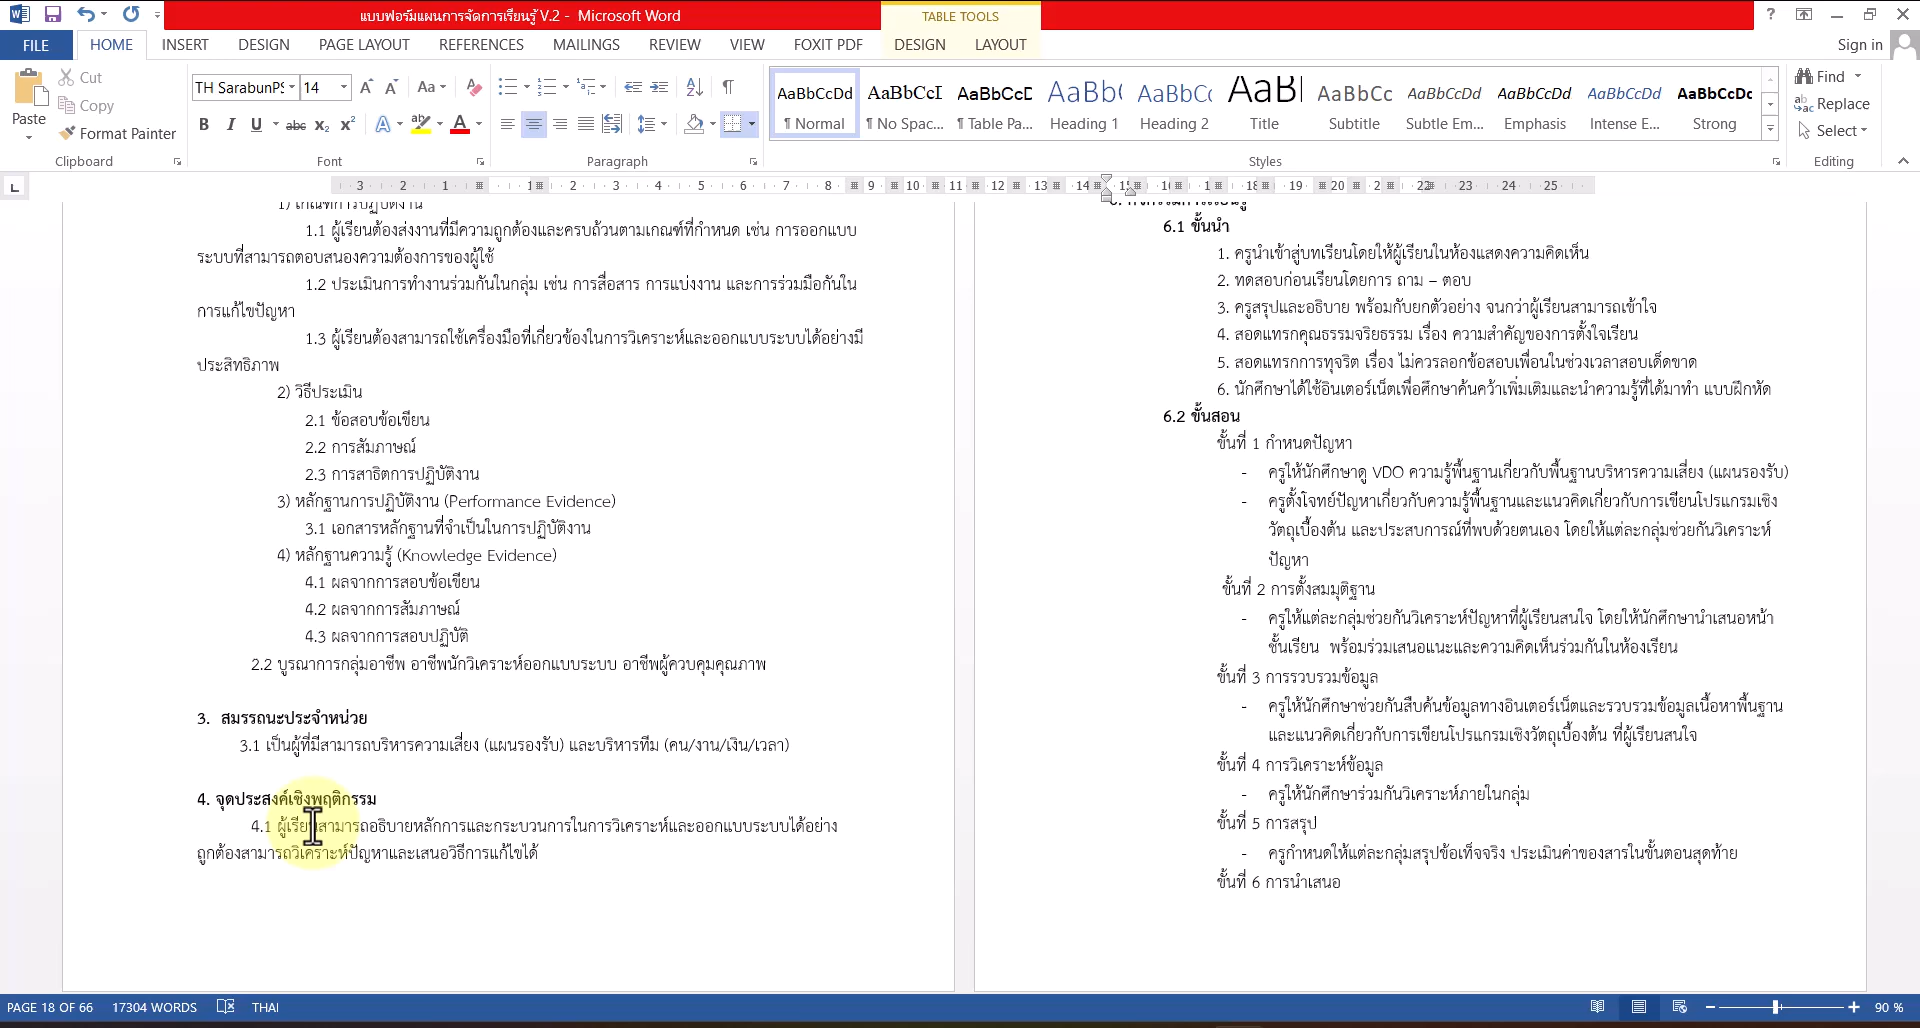 แบบฟอร์มแผนการจัดการเรียนรู้ V.2 - Microsoft Word
TABLE TOOLS
FILE HOME INSERT DESIGN PAGE LAYOUT REFERENCES MAILINGS REVIEW VIEW FOXIT PDF DESIGN LAYOUT Sign in
Paste Cut Copy Format Painter
TH SarabunPS 14
AaBbCcDd AaBbCcI AaBbCcD AaBb( AaBbC( AaBl AaBbCc AaBbCcDd AaBbCcDd AaBbCcDd AaBbCcDc
¶ Normal ¶ No Spac... ¶ Table Pa... Heading 1 Heading 2 Title Subtitle Subtle Em... Emphasis Intense E... Strong
Find
Replace
Select
Clipboard Font Paragraph Styles Editing
1.1 ผู้เรียนต้องส่งงานที่มีความถูกต้องและครบถ้วนตามเกณฑ์ที่กำหนด เช่น การออกแบบ
ระบบที่สามารถตอบสนองความต้องการของผู้ใช้
1.2 ประเมินการทำงานร่วมกันในกลุ่ม เช่น การสื่อสาร การแบ่งงาน และการร่วมมือกันใน
การแก้ไขปัญหา
1.3 ผู้เรียนต้องสามารถใช้เครื่องมือที่เกี่ยวข้องในการวิเคราะห์และออกแบบระบบได้อย่างมี
ประสิทธิภาพ
2) วิธีประเมิน
2.1 ข้อสอบข้อเขียน
2.2 การสัมภาษณ์
2.3 การสาธิตการปฏิบัติงาน
3) หลักฐานการปฏิบัติงาน (Performance Evidence)
3.1 เอกสารหลักฐานที่จำเป็นในการปฏิบัติงาน
4) หลักฐานความรู้ (Knowledge Evidence)
4.1 ผลจากการสอบข้อเขียน
4.2 ผลจากการสัมภาษณ์
4.3 ผลจากการสอบปฏิบัติ
2.2 บูรณาการกลุ่มอาชีพ อาชีพนักวิเคราะห์ออกแบบระบบ อาชีพผู้ควบคุมคุณภาพ
3. สมรรถนะประจำหน่วย
3.1 เป็นผู้ที่มีสามารถบริหารความเสี่ยง (แผนรองรับ) และบริหารทีม (คน/งาน/เงิน/เวลา)
4. จุดประสงค์เชิงพฤติกรรม
4.1 ผู้เรียนสามารถอธิบายหลักการและกระบวนการในการวิเคราะห์และออกแบบระบบได้อย่าง
ถูกต้องสามารถวิเคราะห์ปัญหาและเสนอวิธีการแก้ไขได้
6.1 ขั้นนำ
1. ครูนำเข้าสู่บทเรียนโดยให้ผู้เรียนในห้องแสดงความคิดเห็น
2. ทดสอบก่อนเรียนโดยการ ถาม – ตอบ
3. ครูสรุปและอธิบาย พร้อมกับยกตัวอย่าง จนกว่าผู้เรียนสามารถเข้าใจ
4. สอดแทรกคุณธรรมจริยธรรม เรื่อง ความสำคัญของการตั้งใจเรียน
5. สอดแทรกการทุจริต เรื่อง ไม่ควรลอกข้อสอบเพื่อนในช่วงเวลาสอบเด็ดขาด
6. นักศึกษาได้ใช้อินเตอร์เน็ตเพื่อศึกษาค้นคว้าเพิ่มเติมและนำความรู้ที่ได้มาทำ แบบฝึกหัด
6.2 ขั้นสอน
ขั้นที่ 1 กำหนดปัญหา
- ครูให้นักศึกษาดู VDO ความรู้พื้นฐานเกี่ยวกับพื้นฐานบริหารความเสี่ยง (แผนรองรับ)
- ครูตั้งโจทย์ปัญหาเกี่ยวกับความรู้พื้นฐานและแนวคิดเกี่ยวกับการเขียนโปรแกรมเชิง
วัตถุเบื้องต้น และประสบการณ์ที่พบด้วยตนเอง โดยให้แต่ละกลุ่มช่วยกันวิเคราะห์
ปัญหา
ขั้นที่ 2 การตั้งสมมุติฐาน
- ครูให้แต่ละกลุ่มช่วยกันวิเคราะห์ปัญหาที่ผู้เรียนสนใจ โดยให้นักศึกษานำเสนอหน้า
ชั้นเรียน พร้อมร่วมเสนอแนะและความคิดเห็นร่วมกันในห้องเรียน
ขั้นที่ 3 การรวบรวมข้อมูล
- ครูให้นักศึกษาช่วยกันสืบค้นข้อมูลทางอินเตอร์เน็ตและรวบรวมข้อมูลเนื้อหาพื้นฐาน
และแนวคิดเกี่ยวกับการเขียนโปรแกรมเชิงวัตถุเบื้องต้น ที่ผู้เรียนสนใจ
ขั้นที่ 4 การวิเคราะห์ข้อมูล
- ครูให้นักศึกษาร่วมกันวิเคราะห์ภายในกลุ่ม
ขั้นที่ 5 การสรุป
- ครูกำหนดให้แต่ละกลุ่มสรุปข้อเท็จจริง ประเมินค่าของสารในขั้นตอนสุดท้าย
ขั้นที่ 6 การนำเสนอ
PAGE 18 OF 66 17304 WORDS THAI 90 %